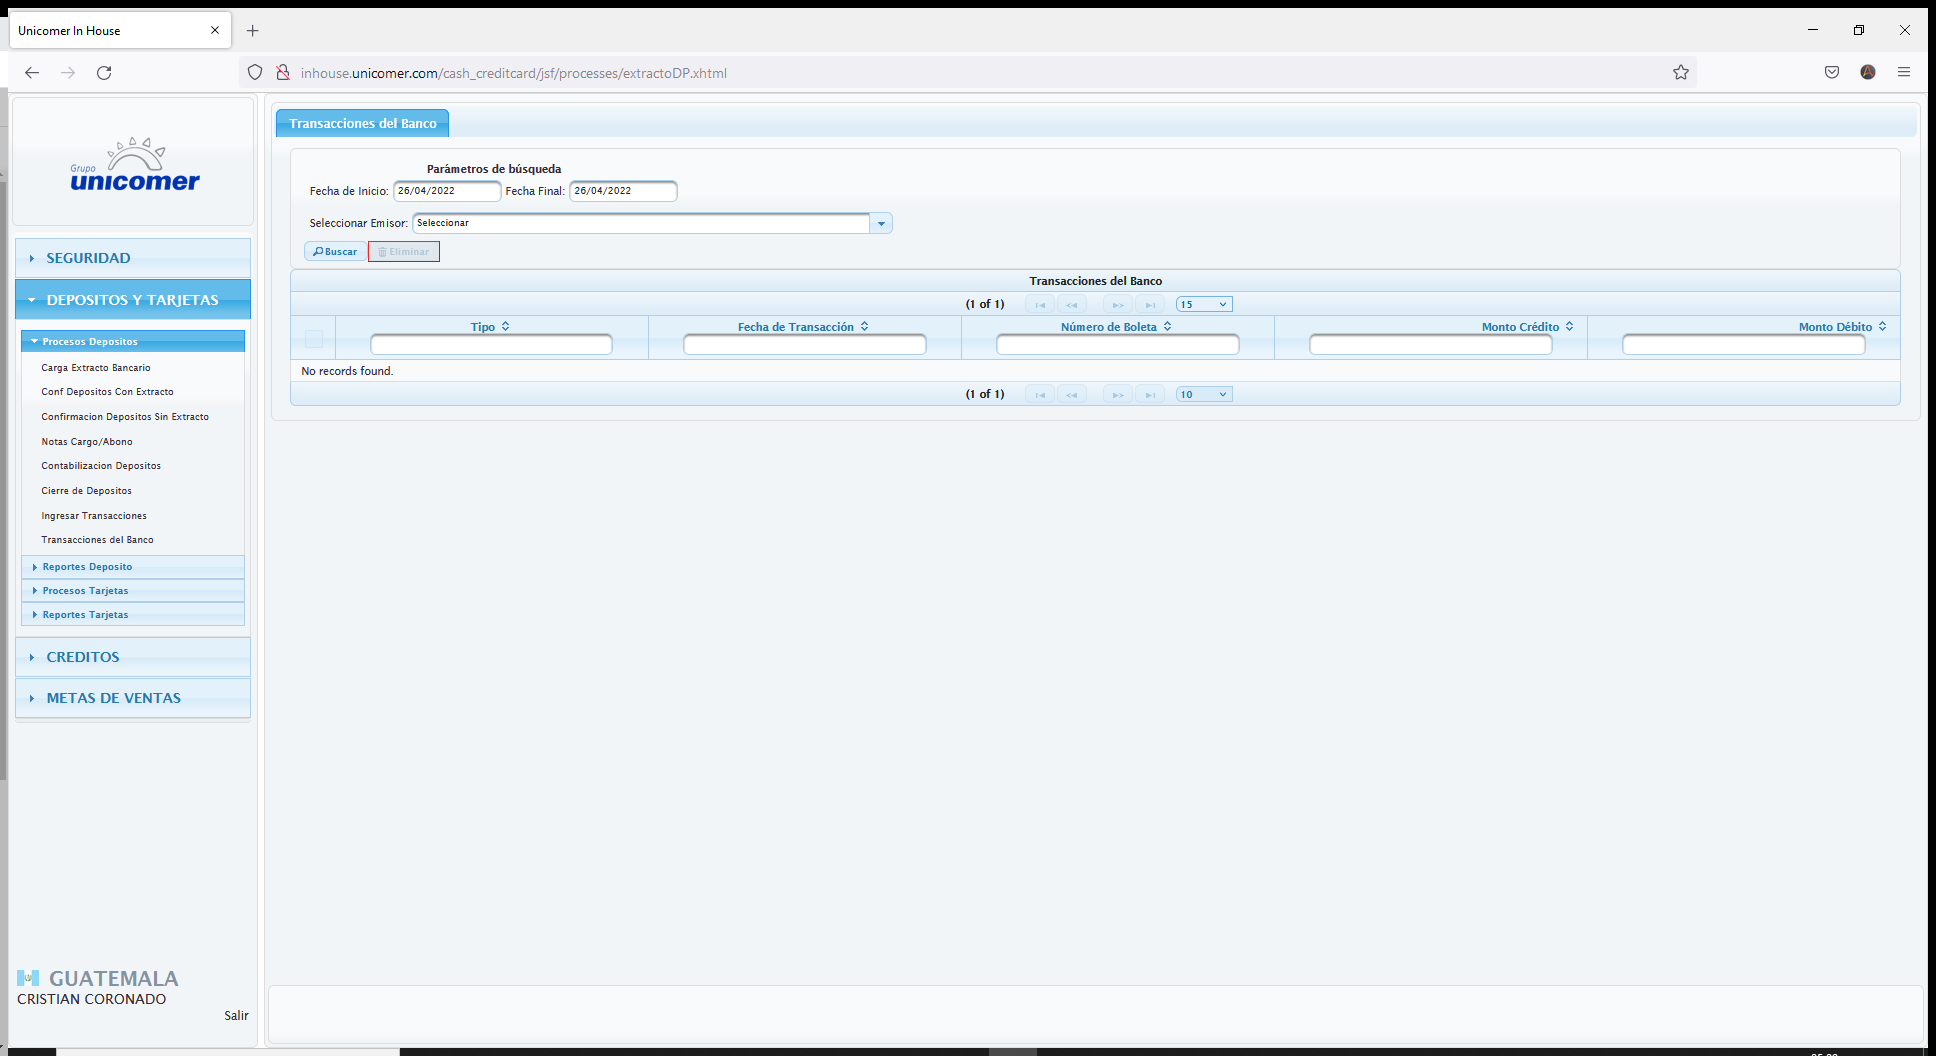 Unicomer In House
inhouse.unicomer.com/cash_creditcard/jsf/processes/extractoDP.xhtml
Grupo
unicomer
SEGURIDAD
DEPOSITOS Y TARJETAS
Procesos Depositos
Carga Extracto Bancario
Conf Depositos Con Extracto
Confirmacion Depositos Sin Extracto
Notas Cargo/Abono
Contabilizacion Depositos
Cierre de Depositos
Ingresar Transacciones
Transacciones del Banco
Reportes Deposito
Procesos Tarjetas
Reportes Tarjetas
CREDITOS
METAS DE VENTAS
GUATEMALA
CRISTIAN CORONADO
Salir
Transacciones del Banco
Parámetros de búsqueda
Fecha de Inicio: 26/04/2022 Fecha Final: 26/04/2022
Seleccionar Emisor: Seleccionar
Buscar Eliminar
Transacciones del Banco
(1 of 1) 15
Tipo Fecha de Transacción Número de Boleta Monto Crédito Monto Débito
No records found.
(1 of 1) 10